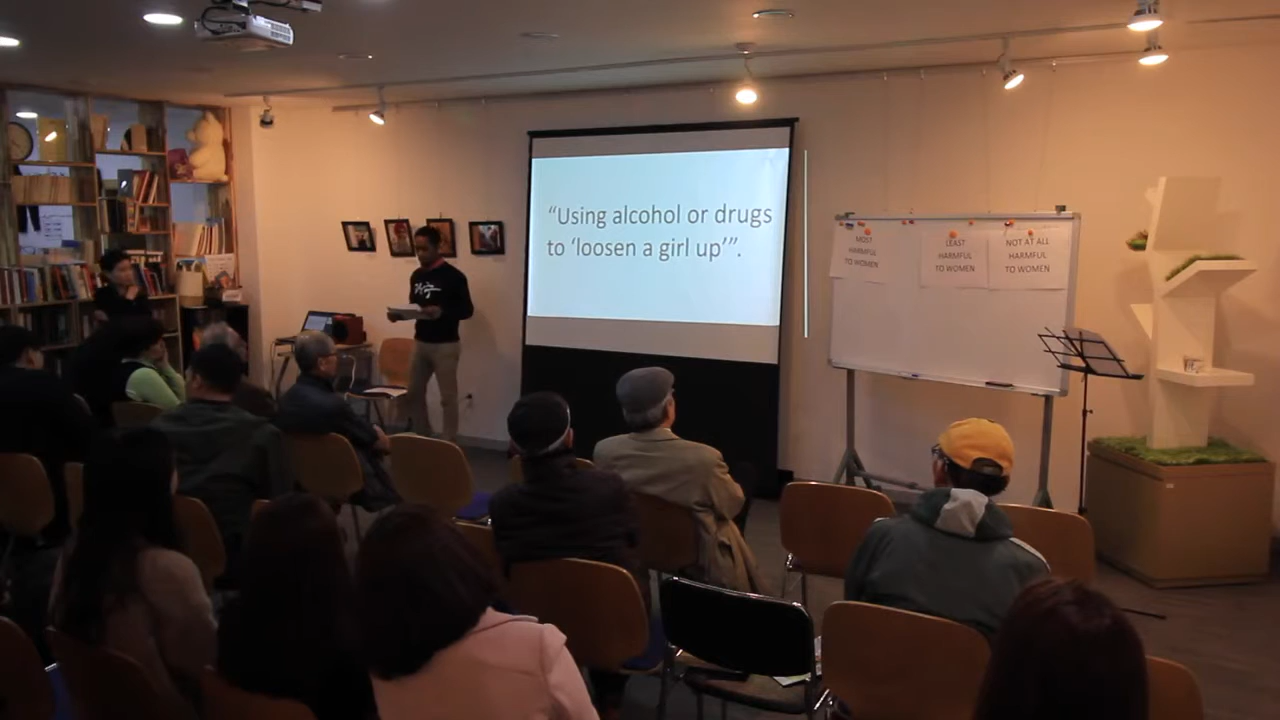 “Using alcohol or drugs
to ‘loosen a girl up’”.
MOST
HARMFUL
TO WOMEN
LEAST
HARMFUL
TO WOMEN
NOT AT ALL
HARMFUL
TO WOMEN